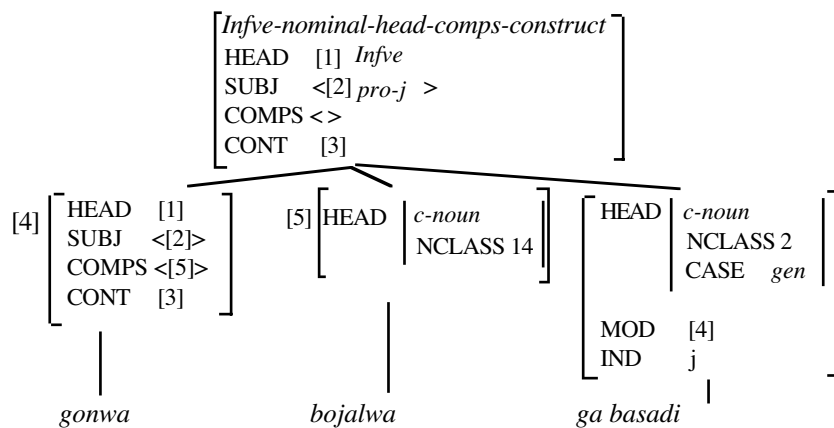 Infve-nominal-head-comps-construct
HEAD [1] Infve
SUBJ <[2] pro-j >
COMPS < >
CONT [3]
[4] HEAD [1]
SUBJ <[2]>
COMPS <[5]>
CONT [3]
[5] HEAD c-noun
NCLASS 14
HEAD c-noun
NCLASS 2
CASE gen
MOD [4]
IND j
gonwa bojalwa ga basadi